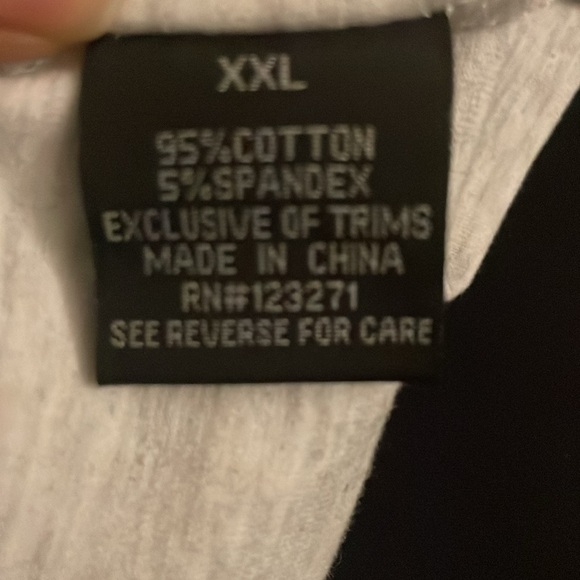 XXL
95%COTTON
5%SPANDEX
EXCLUSIVE OF TRIMS
MADE IN CHINA
RN#123271
SEE REVERSE FOR CARE